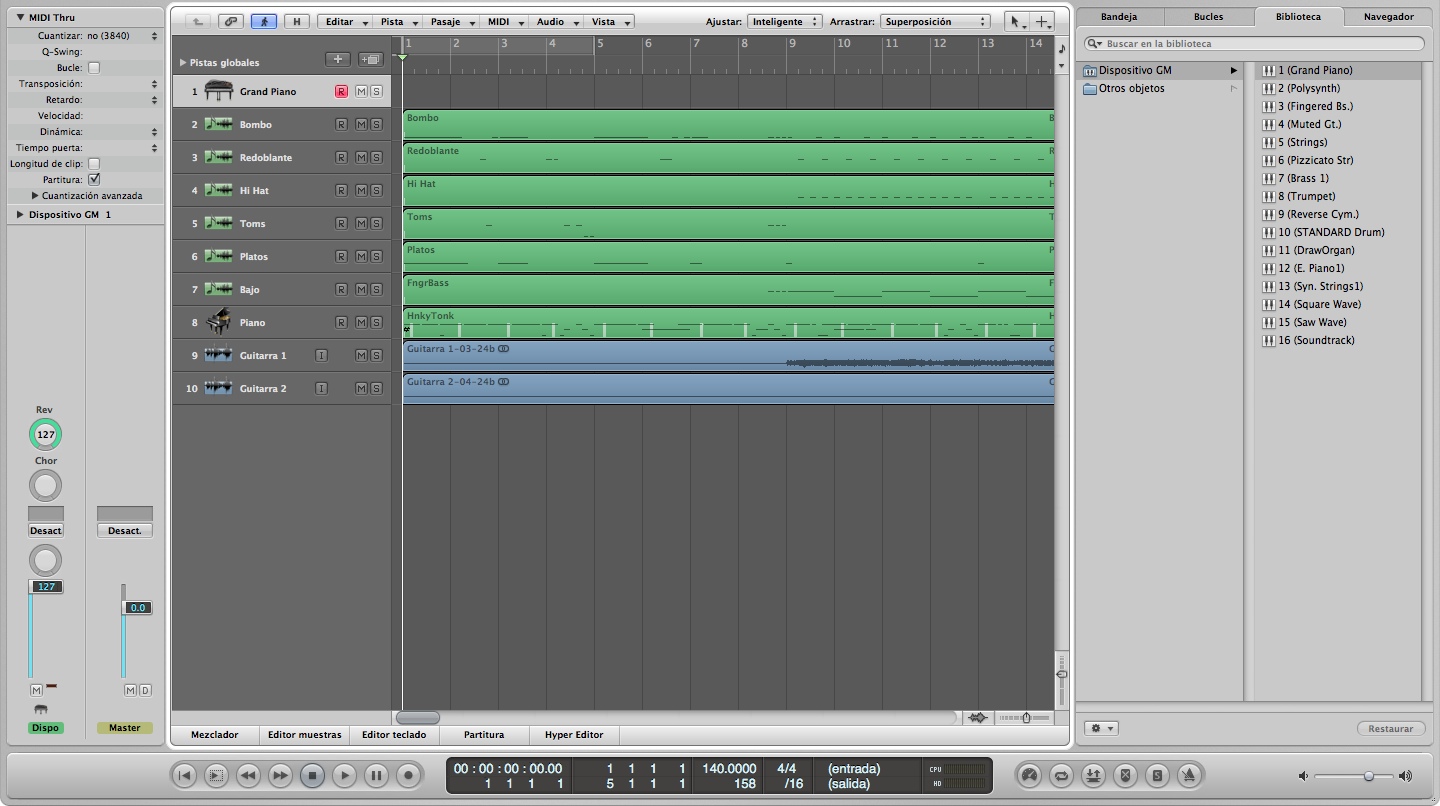 MIDI Thru
Cuantizar: no (3840)
Q-Swing:
Bucle:
Transposición:
Retardo:
Velocidad:
Dinámica:
Tiempo puerta:
Longitud de clip:
Partitura:
Cuantización avanzada
Dispositivo GM 1
Rev
127
Chor
Desact
Desact.
127
0.0
M
M D
Dispo
Master
H
Editar
Pista
Pasaje
MIDI
Audio
Vista
Ajustar: Inteligente
Arrastrar: Superposición
Pistas globales
1 2 3 4 5 6 7 8 9 10 11 12 13 14
1 Grand Piano R M S
2 Bombo R M S
3 Redoblante R M S
4 Hi Hat R M S
5 Toms R M S
6 Platos R M S
7 Bajo R M S
8 Piano R M S
9 Guitarra 1 I M S
10 Guitarra 2 I M S
Bombo B
Redoblante R
Hi Hat H
Toms T
Platos P
FngrBass F
HnkyTonk H
Guitarra 1-03-24b G
Guitarra 2-04-24b G
Mezclador
Editor muestras
Editor teclado
Partitura
Hyper Editor
Bandeja
Bucles
Biblioteca
Navegador
Buscar en la biblioteca
Dispositivo GM
Otros objetos
1 (Grand Piano)
2 (Polysynth)
3 (Fingered Bs.)
4 (Muted Gt.)
5 (Strings)
6 (Pizzicato Str)
7 (Brass 1)
8 (Trumpet)
9 (Reverse Cym.)
10 (STANDARD Drum)
11 (DrawOrgan)
12 (E. Piano1)
13 (Syn. Strings1)
14 (Square Wave)
15 (Saw Wave)
16 (Soundtrack)
Restaurar
00 : 00 : 00 : 00.00 1 1 1 1 140.0000 4/4 (entrada) CPU
1 1 1 1 5 1 1 1 158 /16 (salida) HD
S